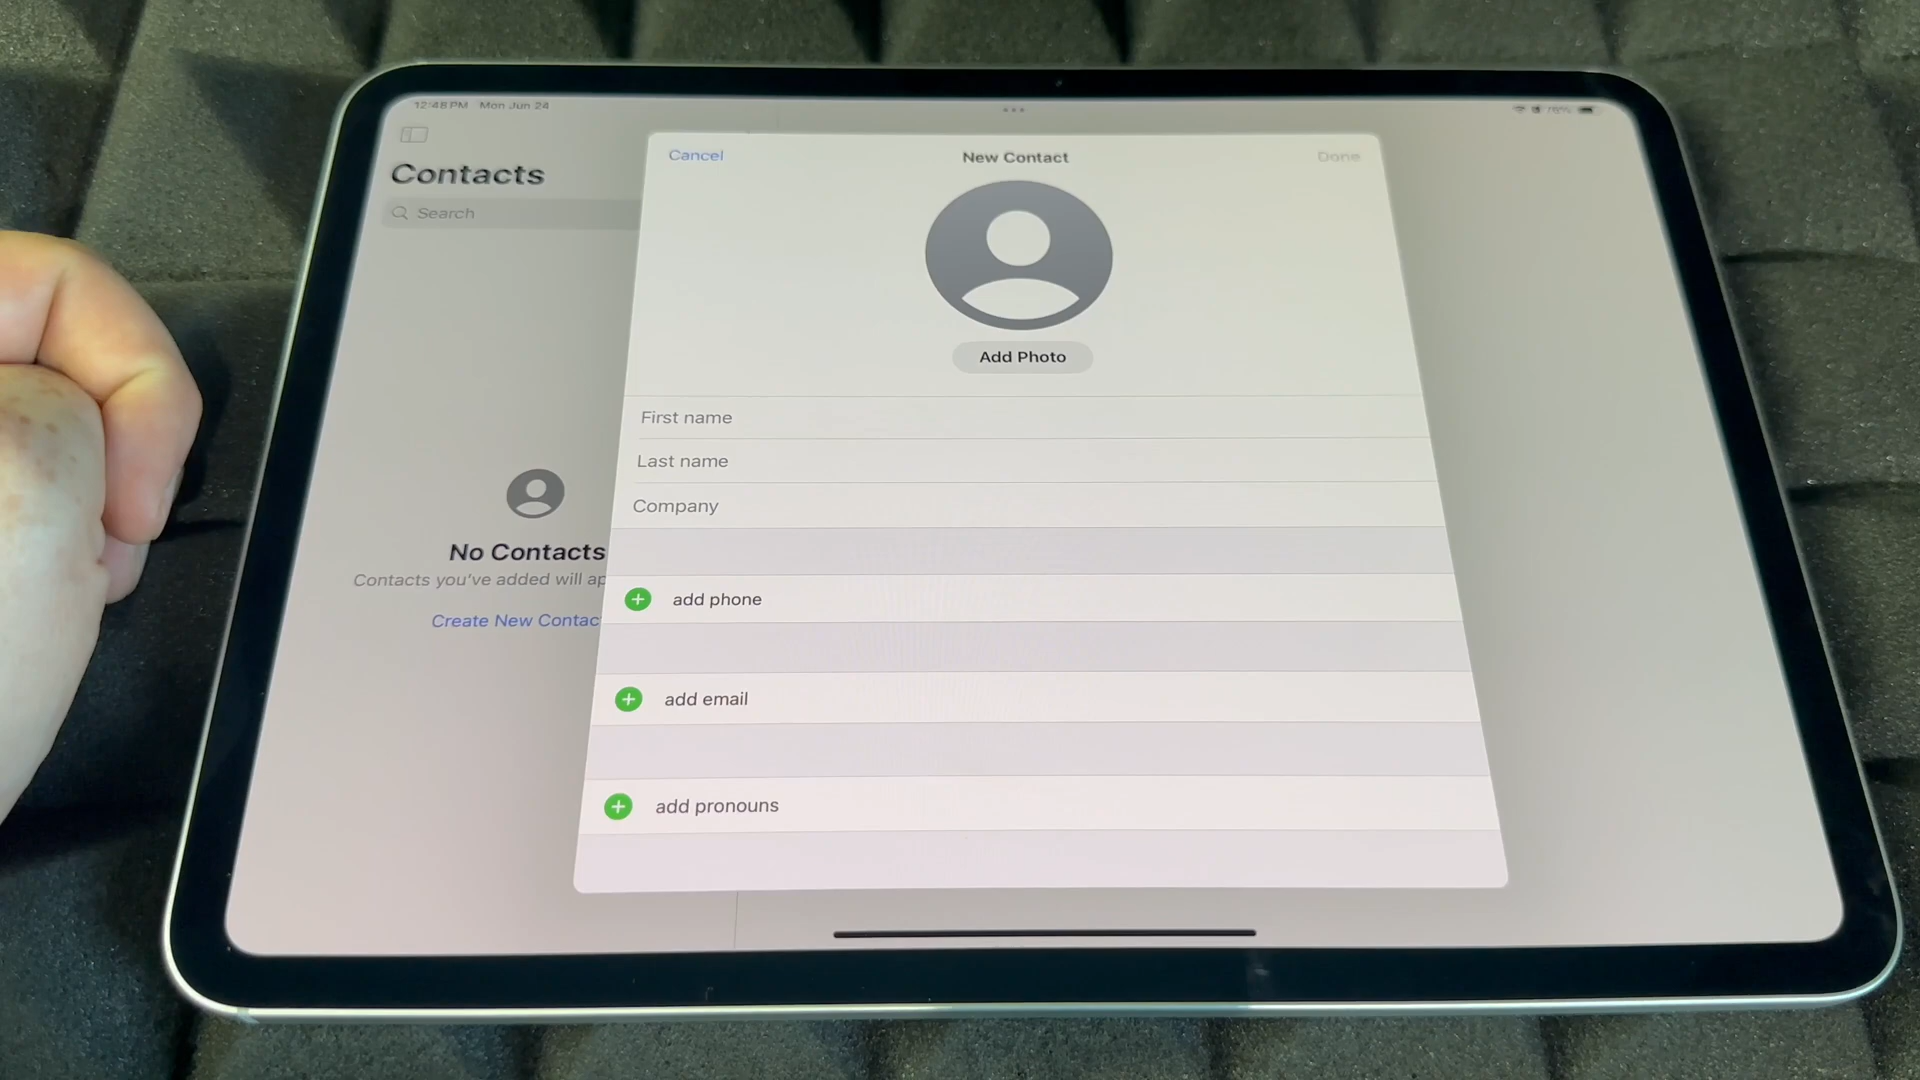 12:48 PM Mon Jun 24
Contacts
Search
No Contacts
Contacts you've added will ap
Create New Contac
Cancel
New Contact
Done
Add Photo
First name
Last name
Company
add phone
add email
add pronouns